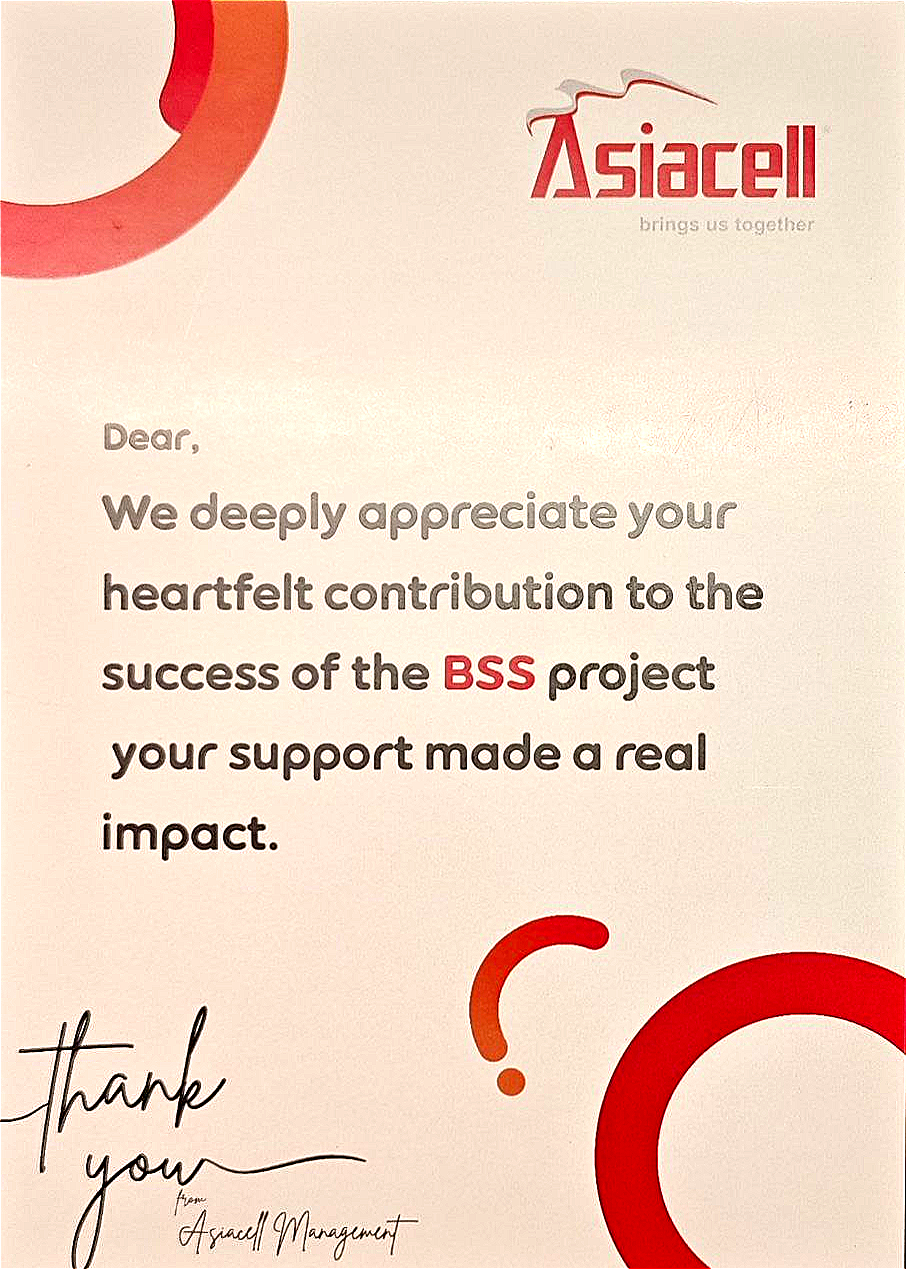 Asiacell
brings us together
Dear,
We deeply appreciate your
heartfelt contribution to the
success of the BSS project
your support made a real
impact.
thank
you
from
Asiacell Management